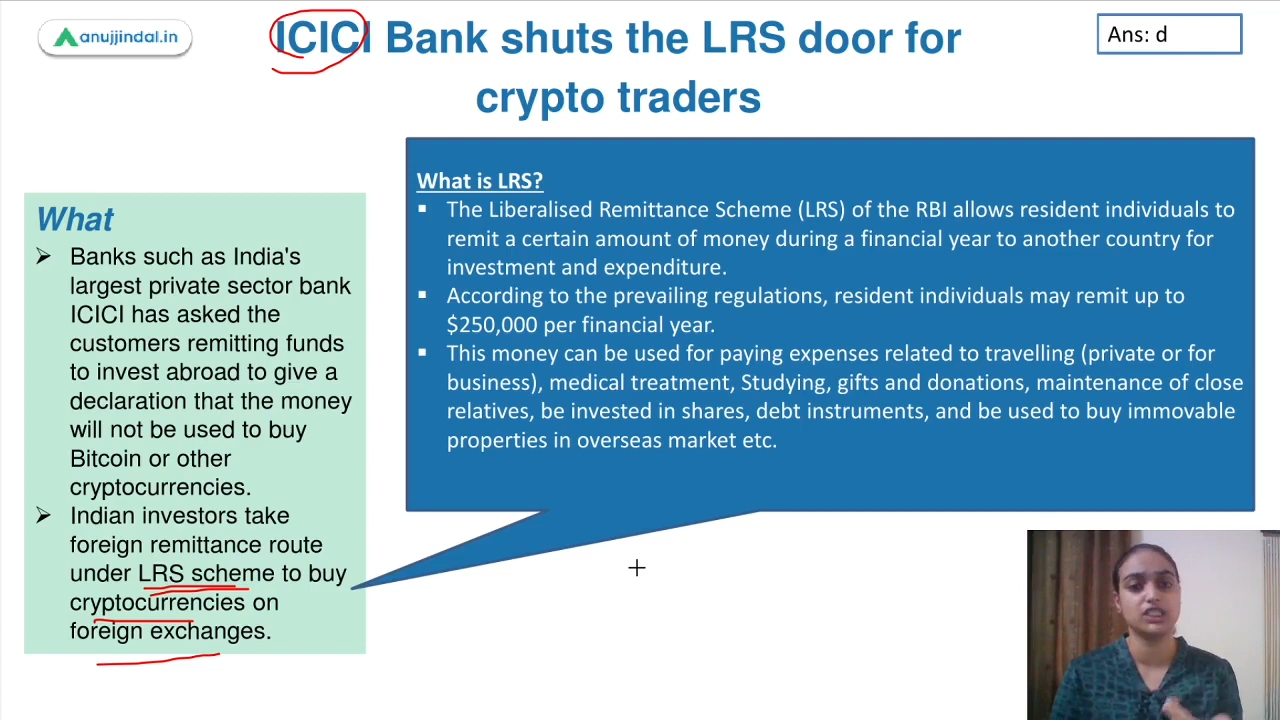 anujjindal.in
ICICI Bank shuts the LRS door for
crypto traders
Ans: d
What
➢ Banks such as India's
largest private sector bank
ICICI has asked the
customers remitting funds
to invest abroad to give a
declaration that the money
will not be used to buy
Bitcoin or other
cryptocurrencies.
➢ Indian investors take
foreign remittance route
under LRS scheme to buy
cryptocurrencies on
foreign exchanges.
What is LRS?
▪ The Liberalised Remittance Scheme (LRS) of the RBI allows resident individuals to
remit a certain amount of money during a financial year to another country for
investment and expenditure.
▪ According to the prevailing regulations, resident individuals may remit up to
$250,000 per financial year.
▪ This money can be used for paying expenses related to travelling (private or for
business), medical treatment, Studying, gifts and donations, maintenance of close
relatives, be invested in shares, debt instruments, and be used to buy immovable
properties in overseas market etc.